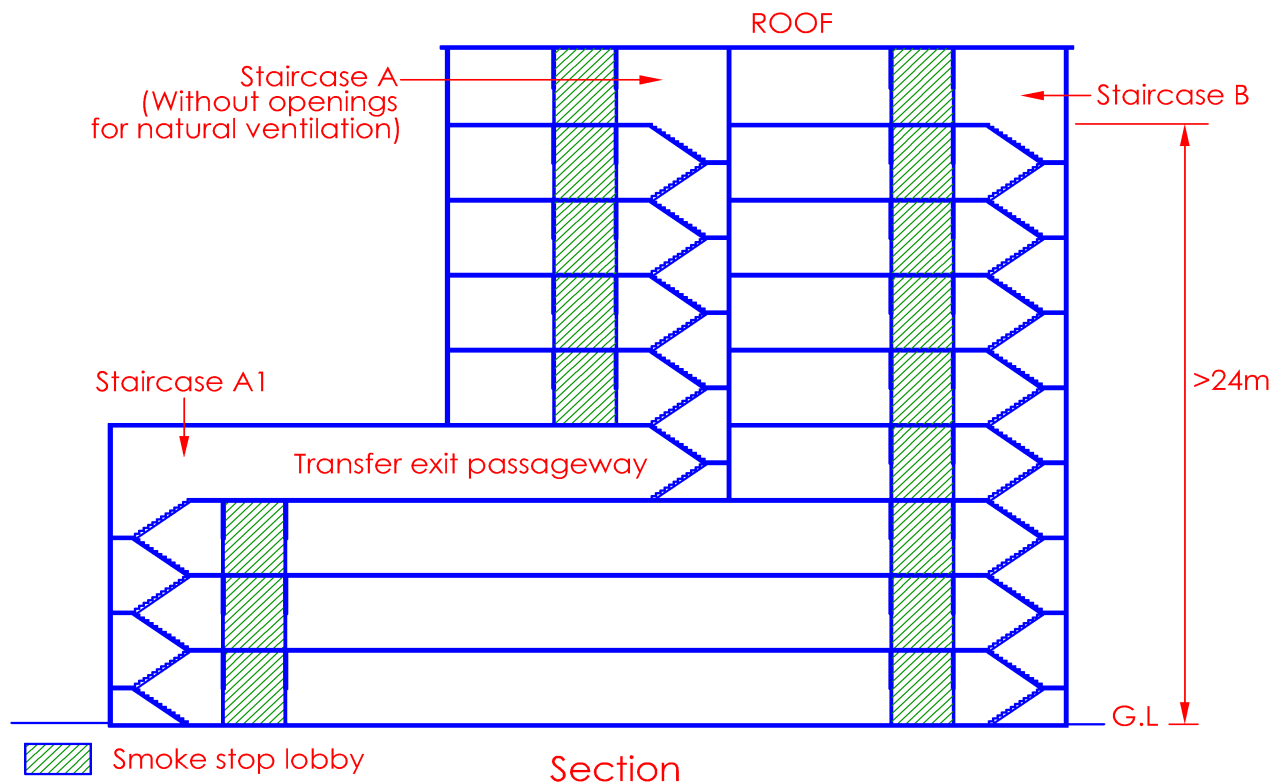 ROOF
Staircase A
(Without openings
for natural ventilation)
Staircase B
Staircase A1
>24m
Transfer exit passageway
G.L
Smoke stop lobby
Section